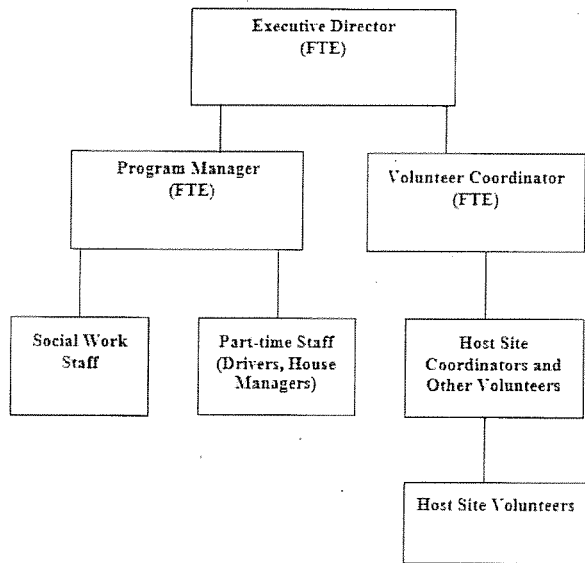 Executive Director
(FTE)
Program Manager
(FTE)
Volunteer Coordinator
(FTE)
Social Work
Staff
Part-time Staff
(Drivers, House
Managers)
Host Site
Coordinators and
Other Volunteers
Host Site Volunteers